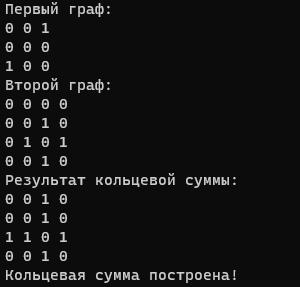 Первый граф:
0 0 1
0 0 0
1 0 0
Второй граф:
0 0 0 0
0 0 1 0
0 1 0 1
0 0 1 0
Результат кольцевой суммы:
0 0 1 0
0 0 1 0
1 1 0 1
0 0 1 0
Кольцевая сумма построена!